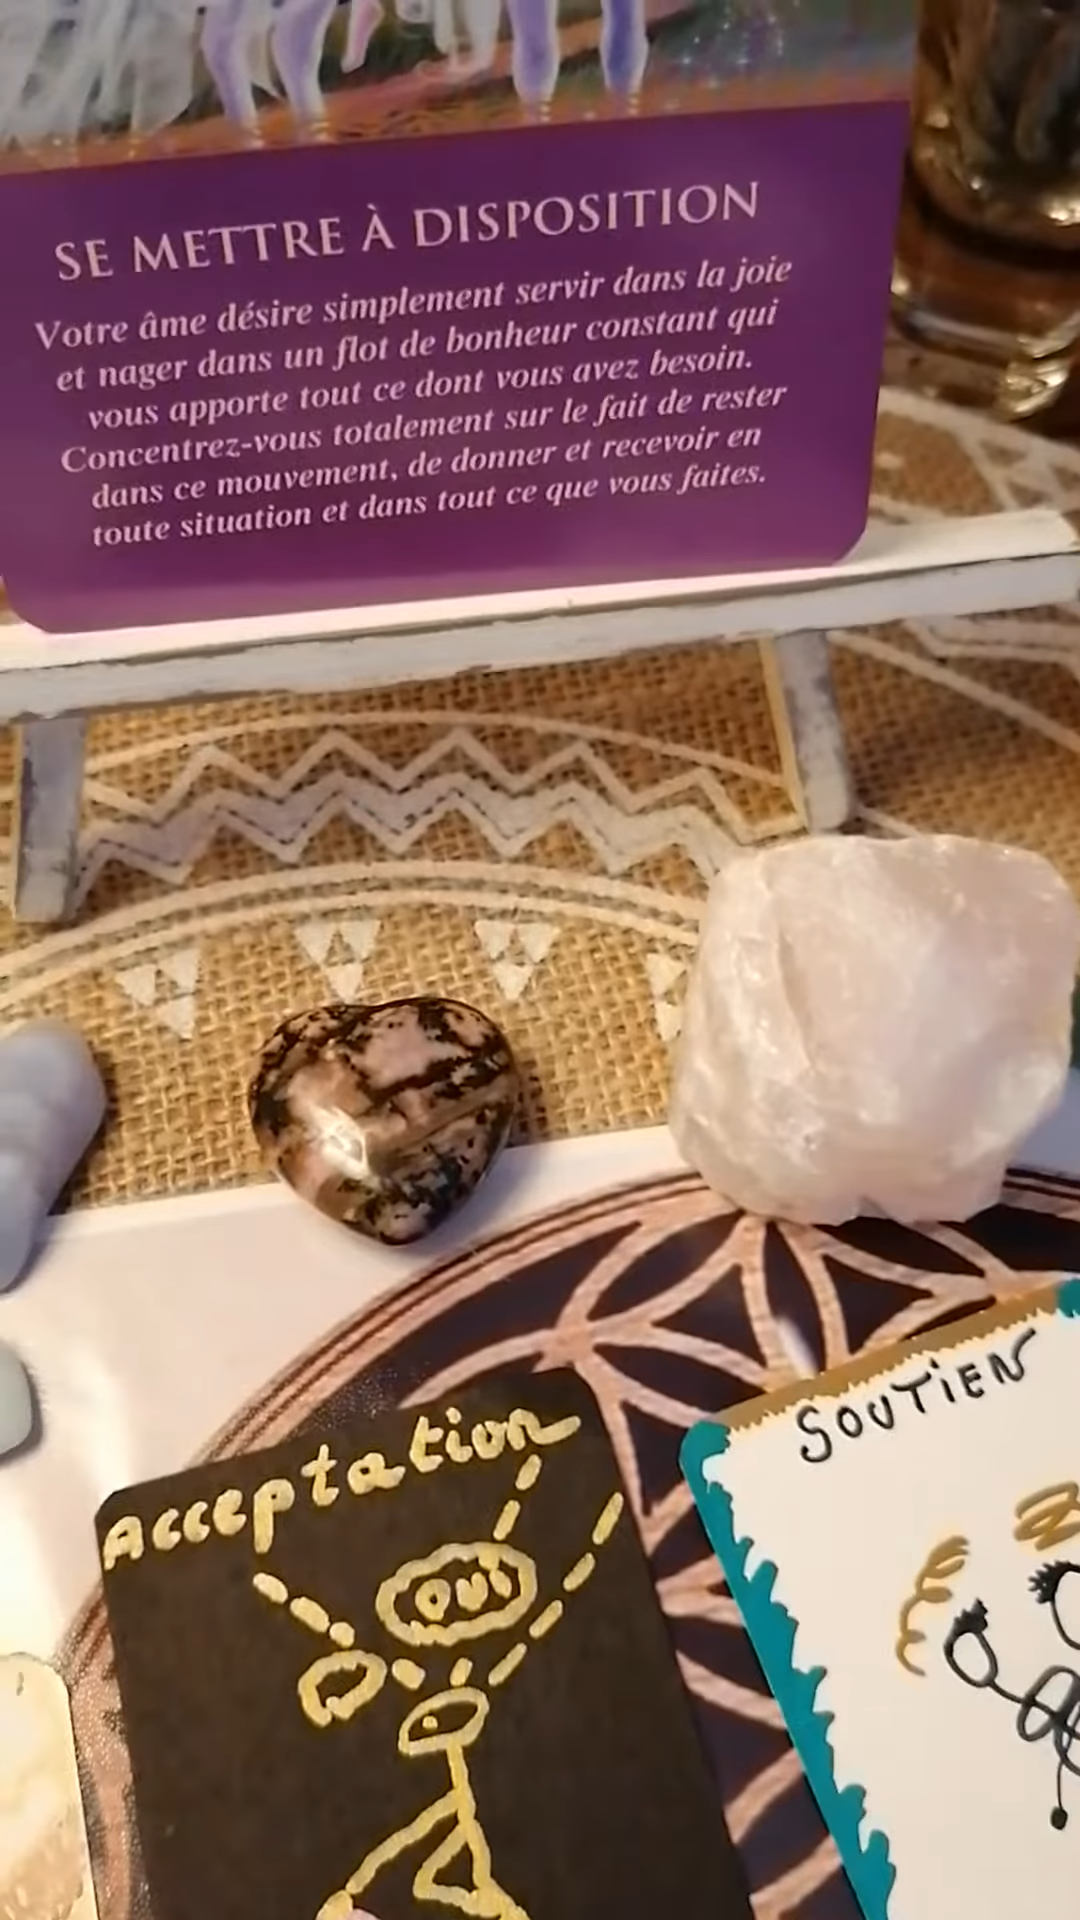 SE METTRE À DISPOSITION
Votre âme désire simplement servir dans la joie
et nager dans un flot de bonheur constant qui
vous apporte tout ce dont vous avez besoin.
Concentrez-vous totalement sur le fait de rester
dans ce mouvement, de donner et recevoir en
toute situation et dans tout ce que vous faites.
SOUTIEN
Acceptation
OUI